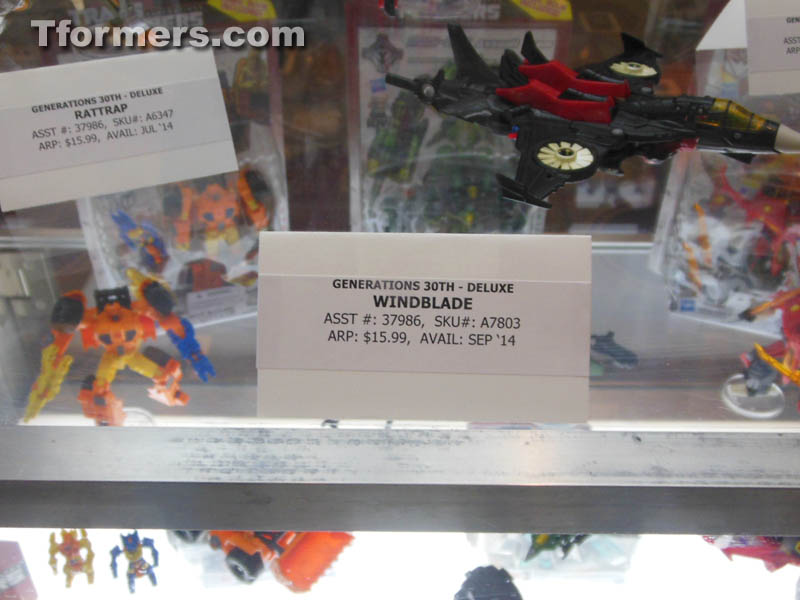 Tformers.com
GENERATIONS 30TH - DELUXE
RATTRAP
ASST #: 37986, SKU#: A6347
ARP: $15.99, AVAIL: JUL '14
GENERATIONS 30TH - DELUXE
WINDBLADE
ASST #: 37986, SKU#: A7803
ARP: $15.99, AVAIL: SEP '14